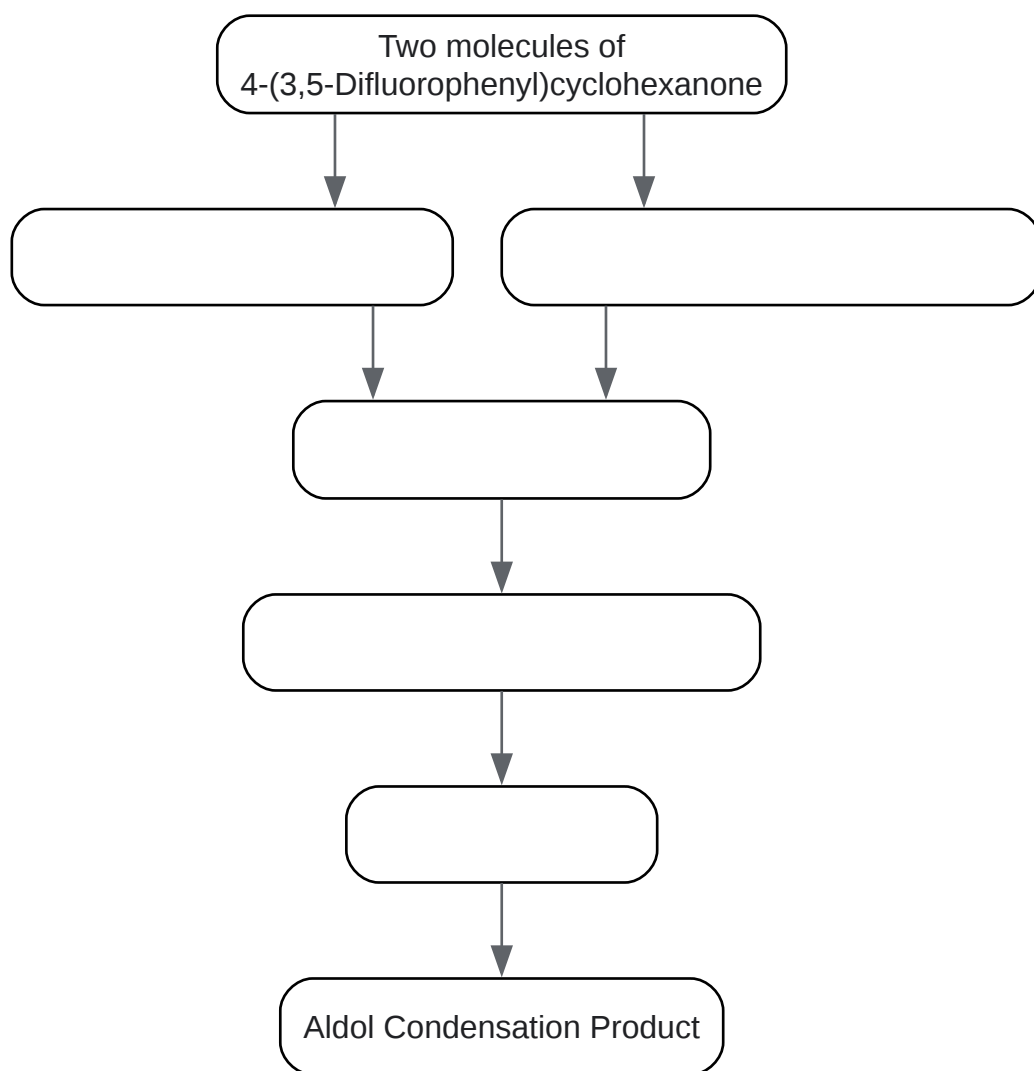 Two molecules of
4-(3,5-Difluorophenyl)cyclohexanone
Aldol Condensation Product